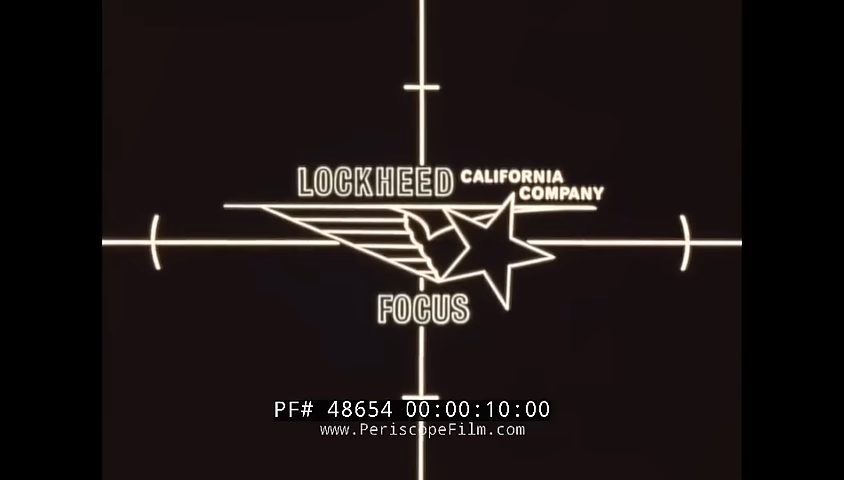 LOCKHEED CALIFORNIA
COMPANY
FOCUS
PF# 48654 00:00:10:00
www.PeriscopeFilm.com